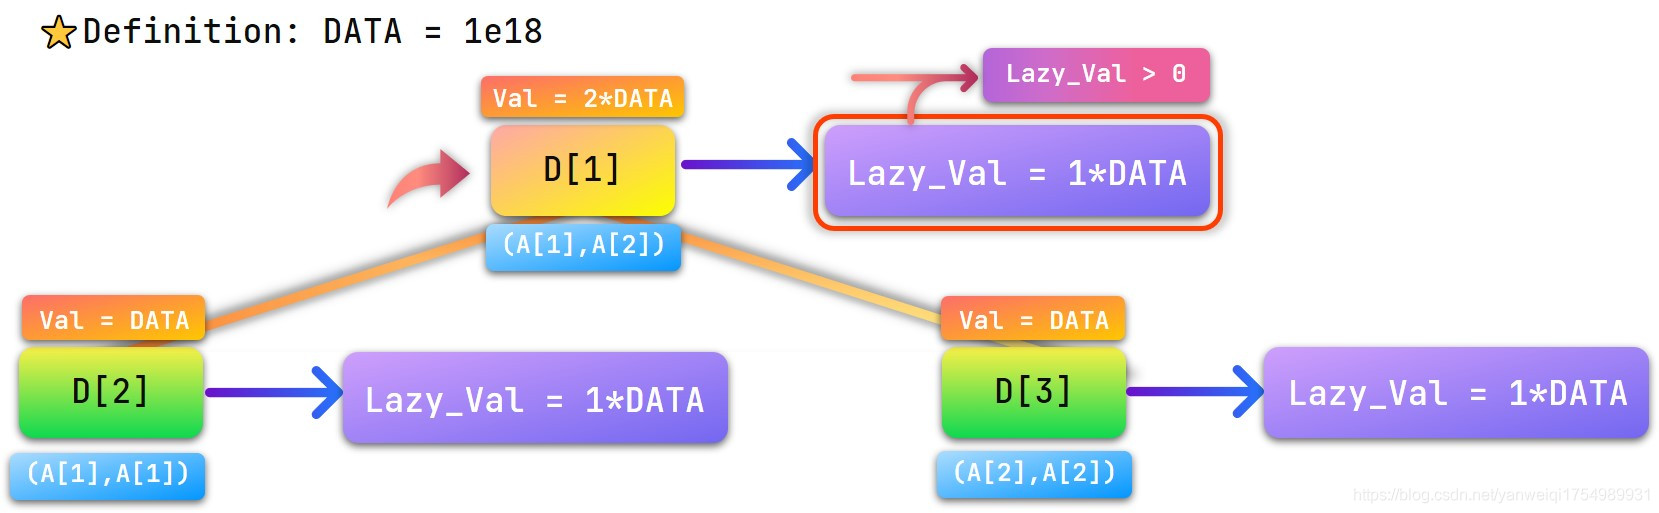 Definition: DATA = 1e18
Lazy_Val > 0
Val = 2*DATA
D[1]
Lazy_Val = 1*DATA
(A[1],A[2])
Val = DATA
Val = DATA
D[2]
Lazy_Val = 1*DATA
D[3]
Lazy_Val = 1*DATA
(A[1],A[1])
(A[2],A[2])
https://blog.csdn.net/yanweiqi1754989931